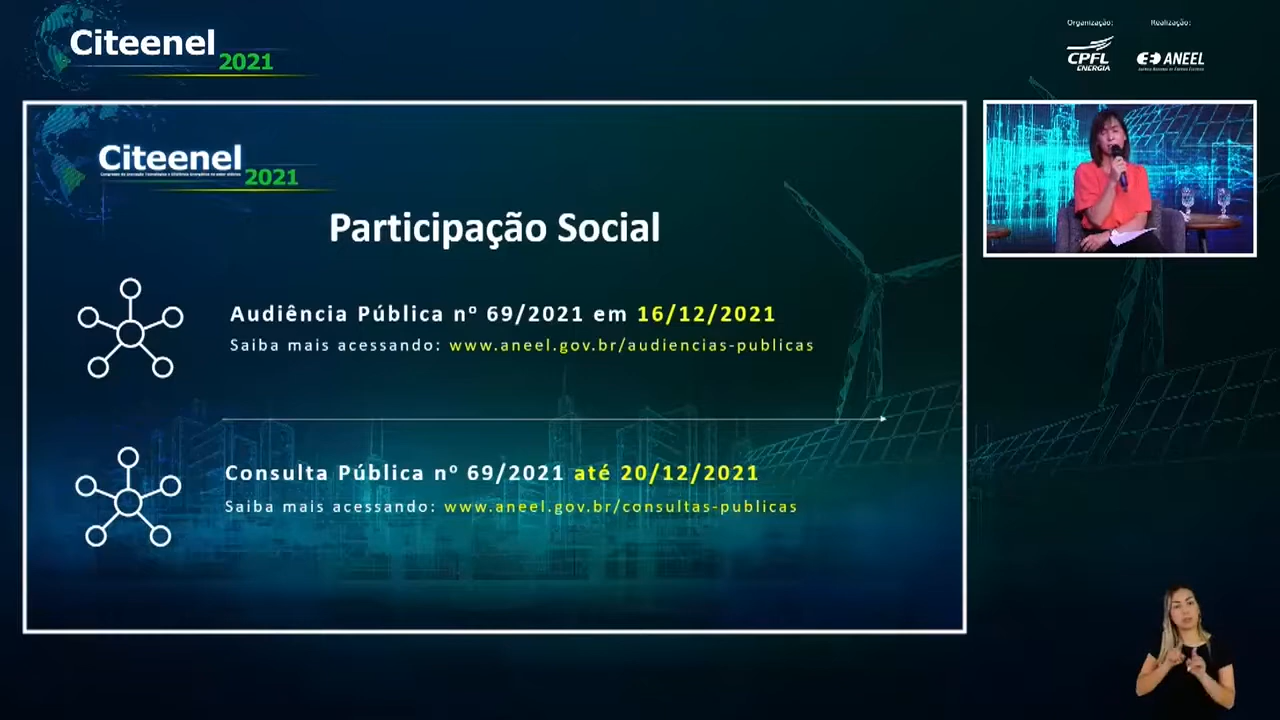 Citeenel
2021
Organização:
Realização:
CPFL
ENERGIA
ANEEL
Citeenel
2021
Participação Social
Audiência Pública nº 69/2021 em 16/12/2021
Saiba mais acessando: www.aneel.gov.br/audiencias-publicas
Consulta Pública nº 69/2021 até 20/12/2021
Saiba mais acessando: www.aneel.gov.br/consultas-publicas